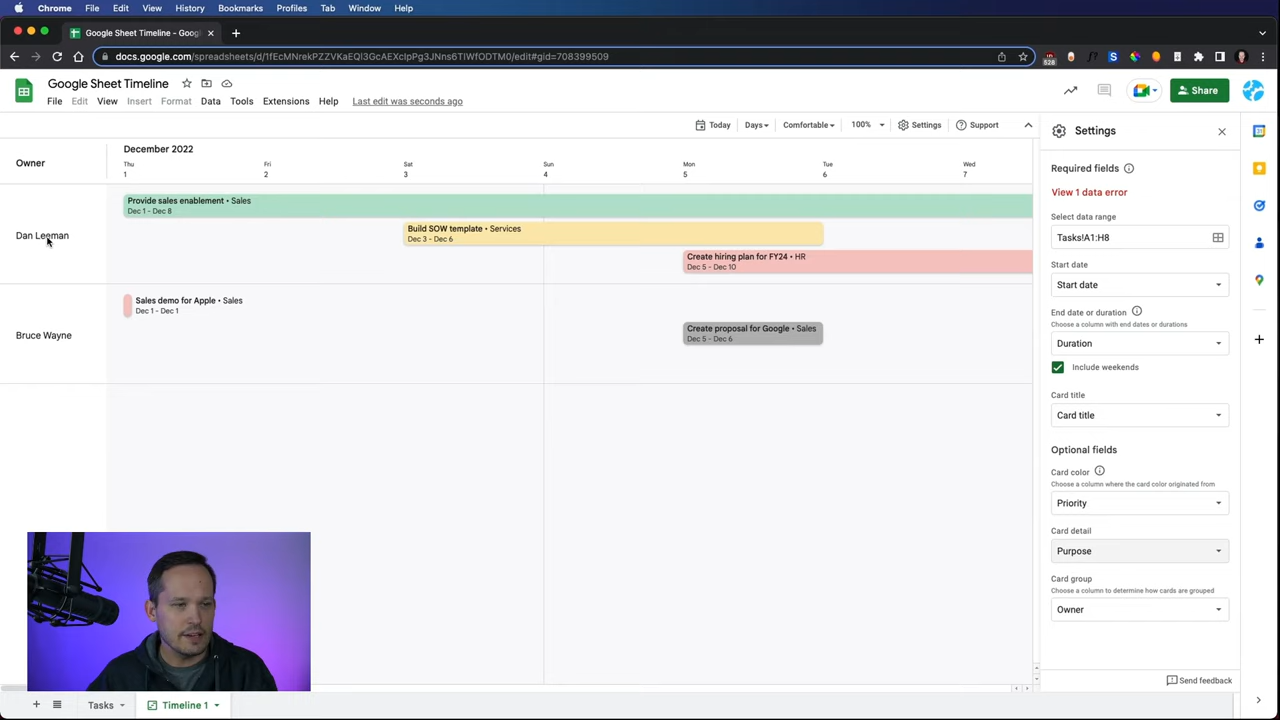 Chrome File Edit View History Bookmarks Profiles Tab Window Help
Google Sheet Timeline - Goog
docs.google.com/spreadsheets/d/1fEcMNrekPZZVKaEQi3GcAEXcIpPg3JNns6TIWfODTM0/edit#gid=708399509
528
Google Sheet Timeline
File Edit View Insert Format Data Tools Extensions Help Last edit was seconds ago
Share
Today Days Comfortable 100% Settings Support
Owner
December 2022
Thu Fri Sat Sun Mon Tue Wed
1 2 3 4 5 6 7
Dan Leeman
Provide sales enablement • Sales
Dec 1 - Dec 8
Build SOW template • Services
Dec 3 - Dec 6
Create hiring plan for FY24 • HR
Dec 5 - Dec 10
Bruce Wayne
Sales demo for Apple • Sales
Dec 1 - Dec 1
Create proposal for Google • Sales
Dec 5 - Dec 6
Settings
Required fields
View 1 data error
Select data range
Tasks!A1:H8
Start date
Start date
End date or duration
Choose a column with end dates or durations
Duration
Include weekends
Card title
Card title
Optional fields
Card color
Choose a column where the card color originated from
Priority
Card detail
Purpose
Card group
Choose a column to determine how cards are grouped
Owner
Send feedback
Tasks Timeline 1